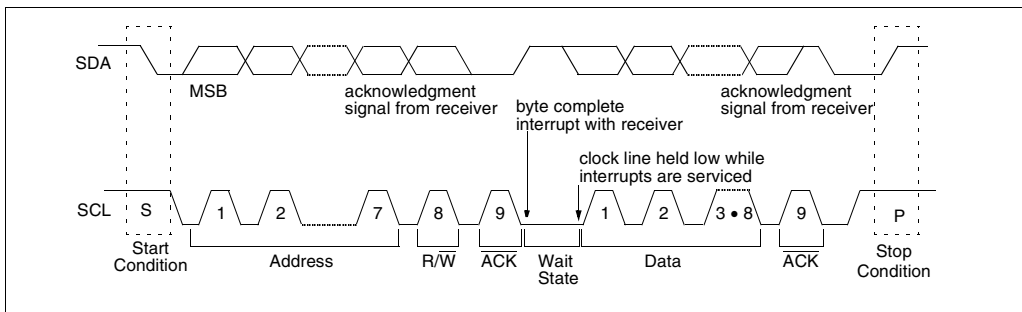 SDA
MSB
acknowledgment
signal from receiver
byte complete
interrupt with receiver
acknowledgment
signal from receiver
clock line held low while
interrupts are serviced
SCL
S
1
2
7
8
9
1
2
3 • 8
9
P
Start
Condition
Address
R/W̅
A̅C̅K̅
Wait
State
Data
A̅C̅K̅
Stop
Condition